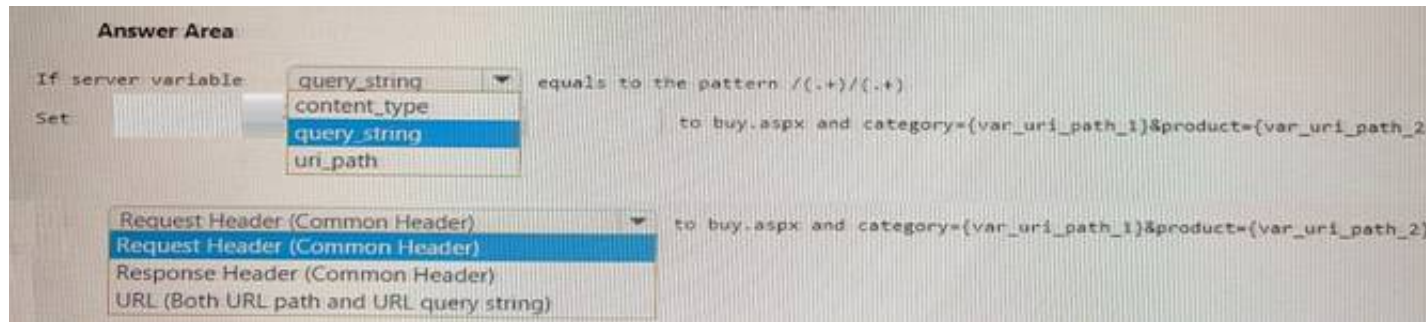 Answer Area
If server variable query_string equals to the pattern /(.+)/(.+)
content_type
Set to buy.aspx and category={var_uri_path_1}&product={var_uri_path_2
query_string
uri_path
Request Header (Common Header) to buy.aspx and category={var_uri_path_1}&product={var_uri_path_2}
Request Header (Common Header)
Response Header (Common Header)
URL (Both URL path and URL query string)